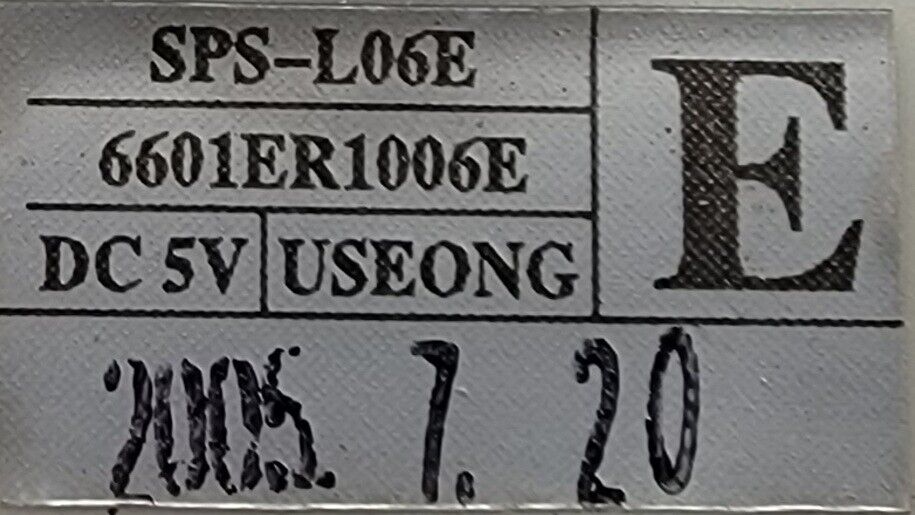 SPS-L06E
6601ER1006E
DC 5V
USEONG
E
2005. 7. 20